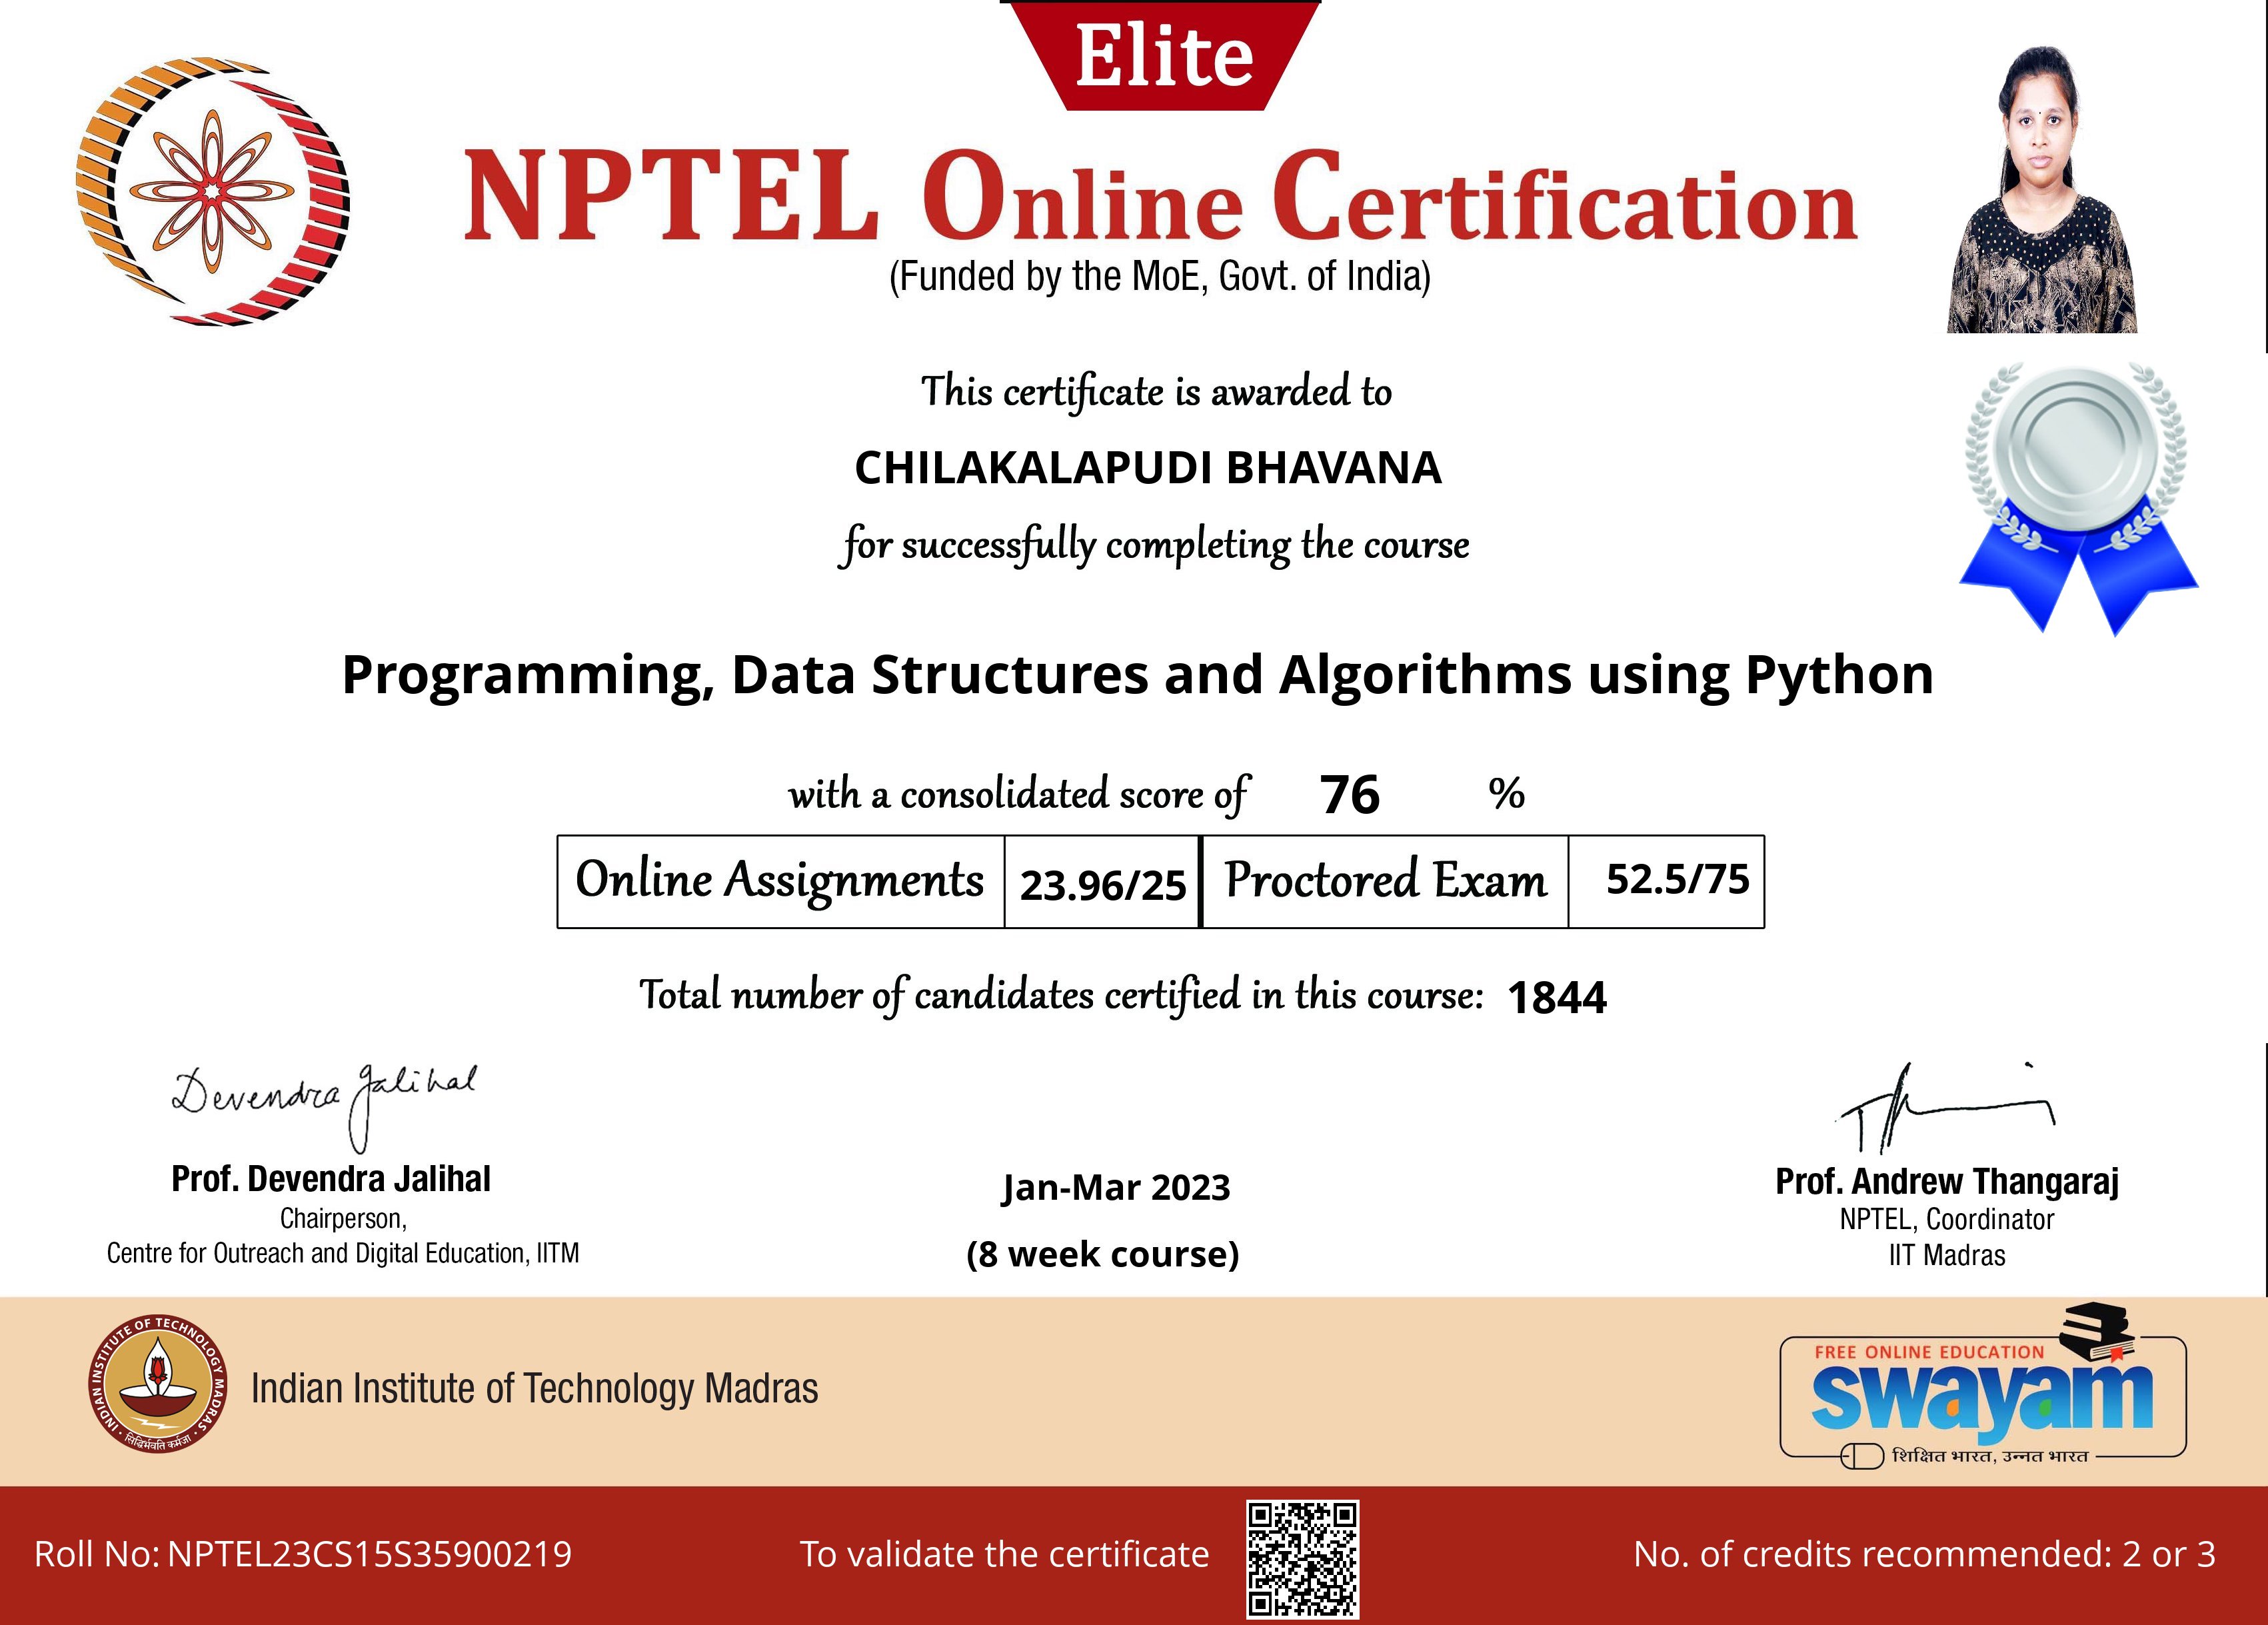 Elite
NPTEL Online Certification
(Funded by the MoE, Govt. of India)
This certificate is awarded to
CHILAKALAPUDI BHAVANA
for successfully completing the course
Programming, Data Structures and Algorithms using Python
with a consolidated score of 76 %
Online Assignments 23.96/25 Proctored Exam 52.5/75
Total number of candidates certified in this course: 1844
Devendra Jalihal
Prof. Devendra Jalihal
Chairperson,
Centre for Outreach and Digital Education, IITM
Jan-Mar 2023
(8 week course)
Prof. Andrew Thangaraj
NPTEL, Coordinator
IIT Madras
INDIAN INSTITUTE OF TECHNOLOGY MADRAS
सिद्धिर्भवति कर्मजा
Indian Institute of Technology Madras
FREE ONLINE EDUCATION
swayam
शिक्षित भारत, उन्नत भारत
Roll No: NPTEL23CS15S35900219
To validate the certificate
No. of credits recommended: 2 or 3